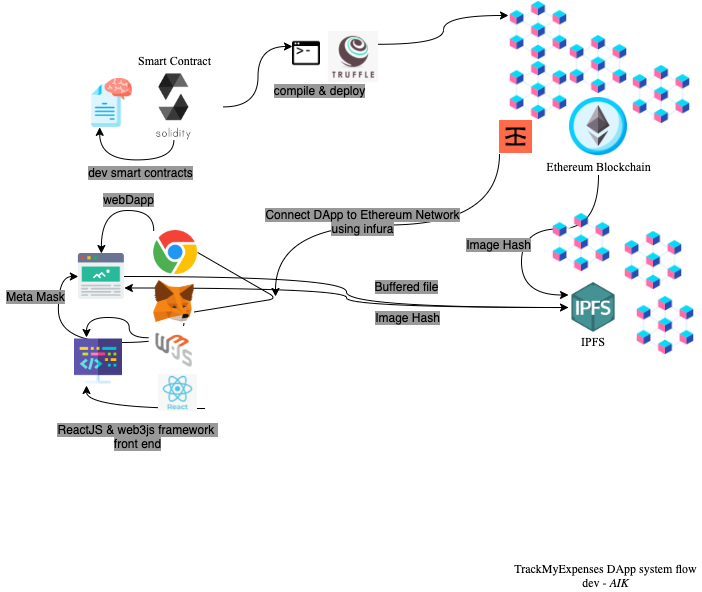 Smart Contract
>-
TRUFFLE
compile & deploy
solidity
dev smart contracts
Ethereum Blockchain
webDapp
Connect DApp to Ethereum Network
using infura
Image Hash
Buffered file
Meta Mask
Image Hash
IPFS
IPFS
W3JS
</>
React
ReactJS & web3js framework
front end
TrackMyExpenses DApp system flow
dev - AIK